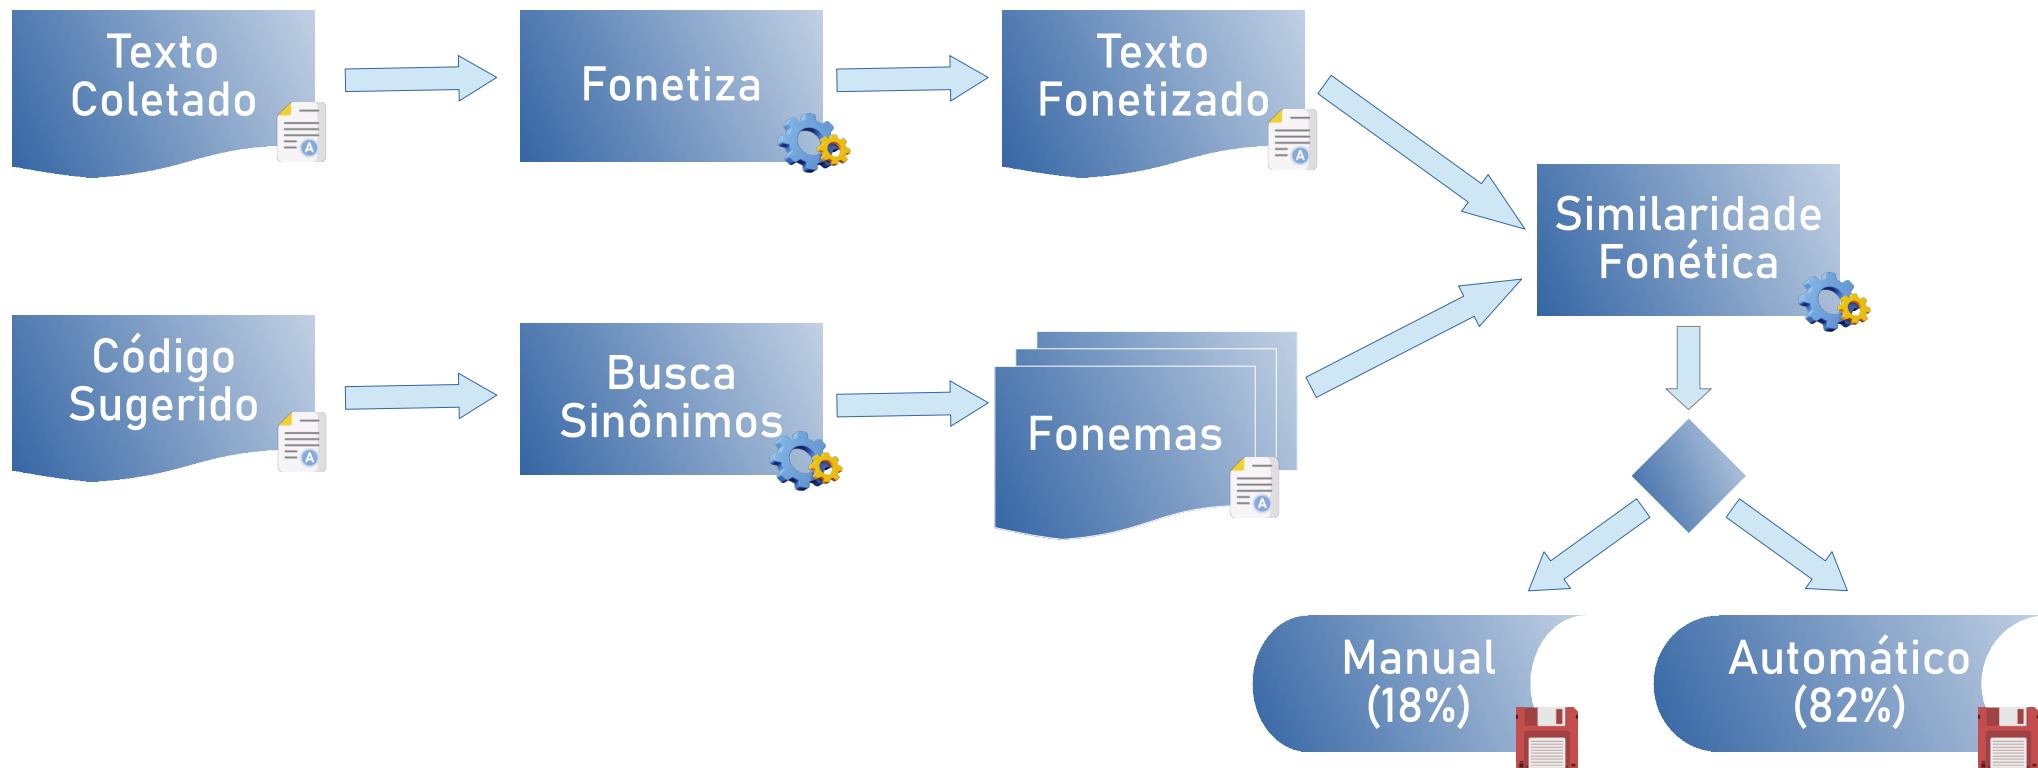 Texto
Coletado
Fonetiza
Texto
Fonetizado
Similaridade
Fonética
Código
Sugerido
Busca
Sinônimos
Fonemas
Manual
(18%)
Automático
(82%)